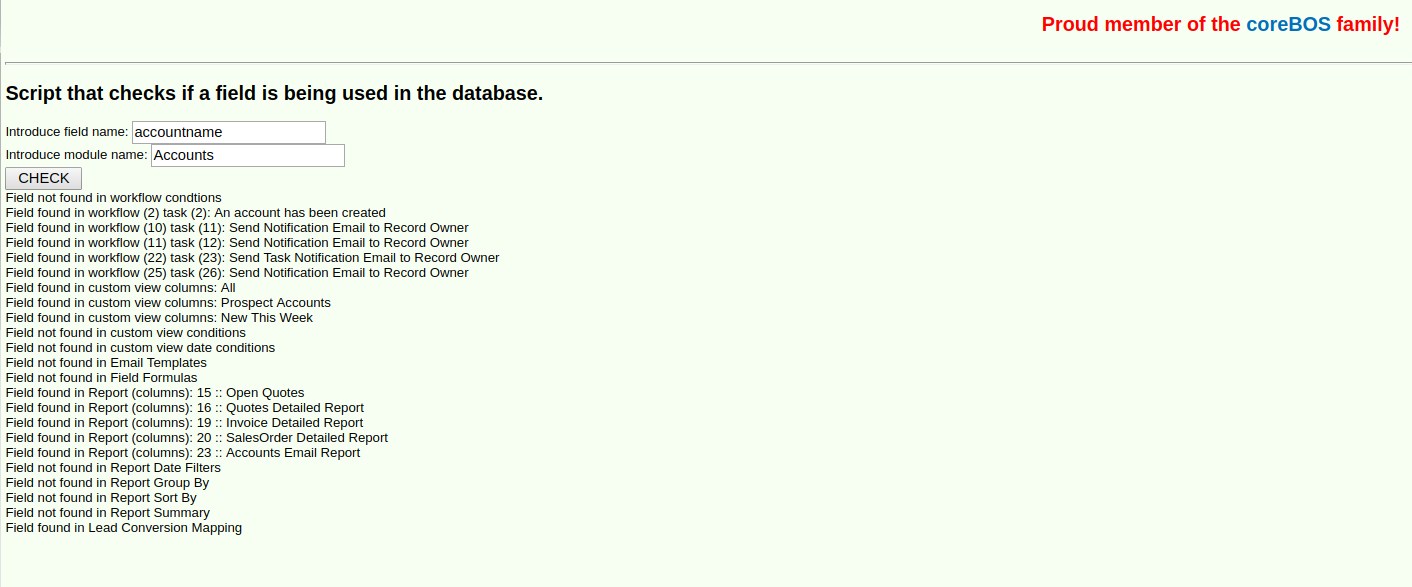 Proud member of the coreBOS family!
Script that checks if a field is being used in the database.
Introduce field name: accountname
Introduce module name: Accounts
CHECK
Field not found in workflow condtions
Field found in workflow (2) task (2): An account has been created
Field found in workflow (10) task (11): Send Notification Email to Record Owner
Field found in workflow (11) task (12): Send Notification Email to Record Owner
Field found in workflow (22) task (23): Send Task Notification Email to Record Owner
Field found in workflow (25) task (26): Send Notification Email to Record Owner
Field found in custom view columns: All
Field found in custom view columns: Prospect Accounts
Field found in custom view columns: New This Week
Field not found in custom view conditions
Field not found in custom view date conditions
Field not found in Email Templates
Field not found in Field Formulas
Field found in Report (columns): 15 :: Open Quotes
Field found in Report (columns): 16 :: Quotes Detailed Report
Field found in Report (columns): 19 :: Invoice Detailed Report
Field found in Report (columns): 20 :: SalesOrder Detailed Report
Field found in Report (columns): 23 :: Accounts Email Report
Field not found in Report Date Filters
Field not found in Report Group By
Field not found in Report Sort By
Field not found in Report Summary
Field found in Lead Conversion Mapping